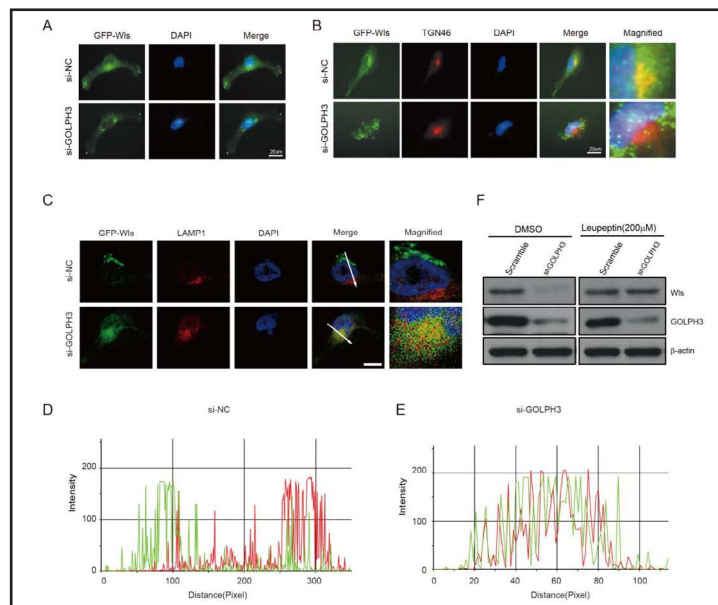 A
GFP-Wls DAPI Merge
si-NC
si-GOLPH3
20um
B
GFP-Wls TGN46 DAPI Merge Magnified
si-NC
si-GOLPH3
20um
C
GFP-Wls LAMP1 DAPI Merge Magnified
si-NC
si-GOLPH3
F
DMSO Leupeptin(200μM)
Scramble shGOLPH3 Scramble shGOLPH3
Wls
GOLPH3
β-actin
D
si-NC
Intensity
200
100
0
0 100 200 300
Distance(Pixel)
E
si-GOLPH3
Intensity
200
100
0
0 20 40 60 80 100
Distance(Pixel)